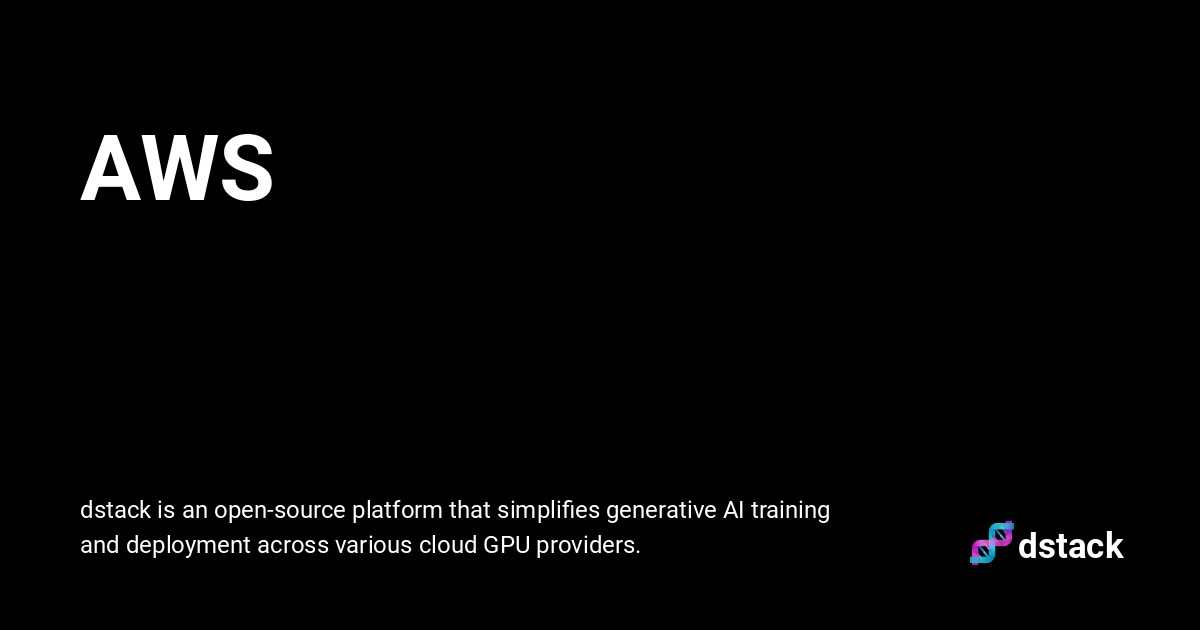 AWS
dstack is an open-source platform that simplifies generative AI training
and deployment across various cloud GPU providers.
dstack